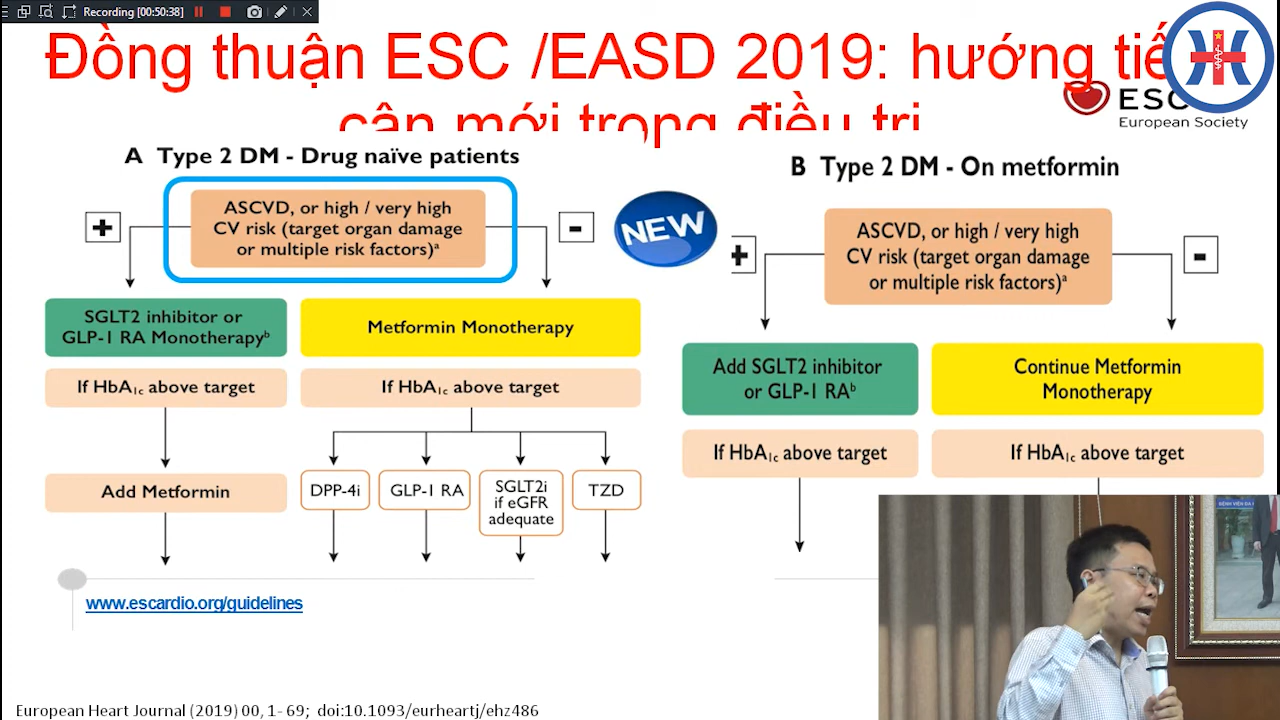 Recording [00:50:38]
Đồng thuận ESC /EASD 2019: hướng
cận mới trong điều trị
ESC
European Society
A Type 2 DM - Drug naïve patients
ASCVD, or high / very high
CV risk (target organ damage
or multiple risk factors)ᵃ
+
-
SGLT2 inhibitor or
GLP-1 RA Monotherapyᵇ
Metformin Monotherapy
If HbA₁c above target
If HbA₁c above target
Add Metformin
DPP-4i
GLP-1 RA
SGLT2i
if eGFR
adequate
TZD
NEW
B Type 2 DM - On metformin
ASCVD, or high / very high
CV risk (target organ damage
or multiple risk factors)ᵃ
+
-
Add SGLT2 inhibitor
or GLP-1 RAᵇ
Continue Metformin
Monotherapy
If HbA₁c above target
If HbA₁c above target
www.escardio.org/guidelines
European Heart Journal (2019) 00, 1- 69; doi:10.1093/eurheartj/ehz486